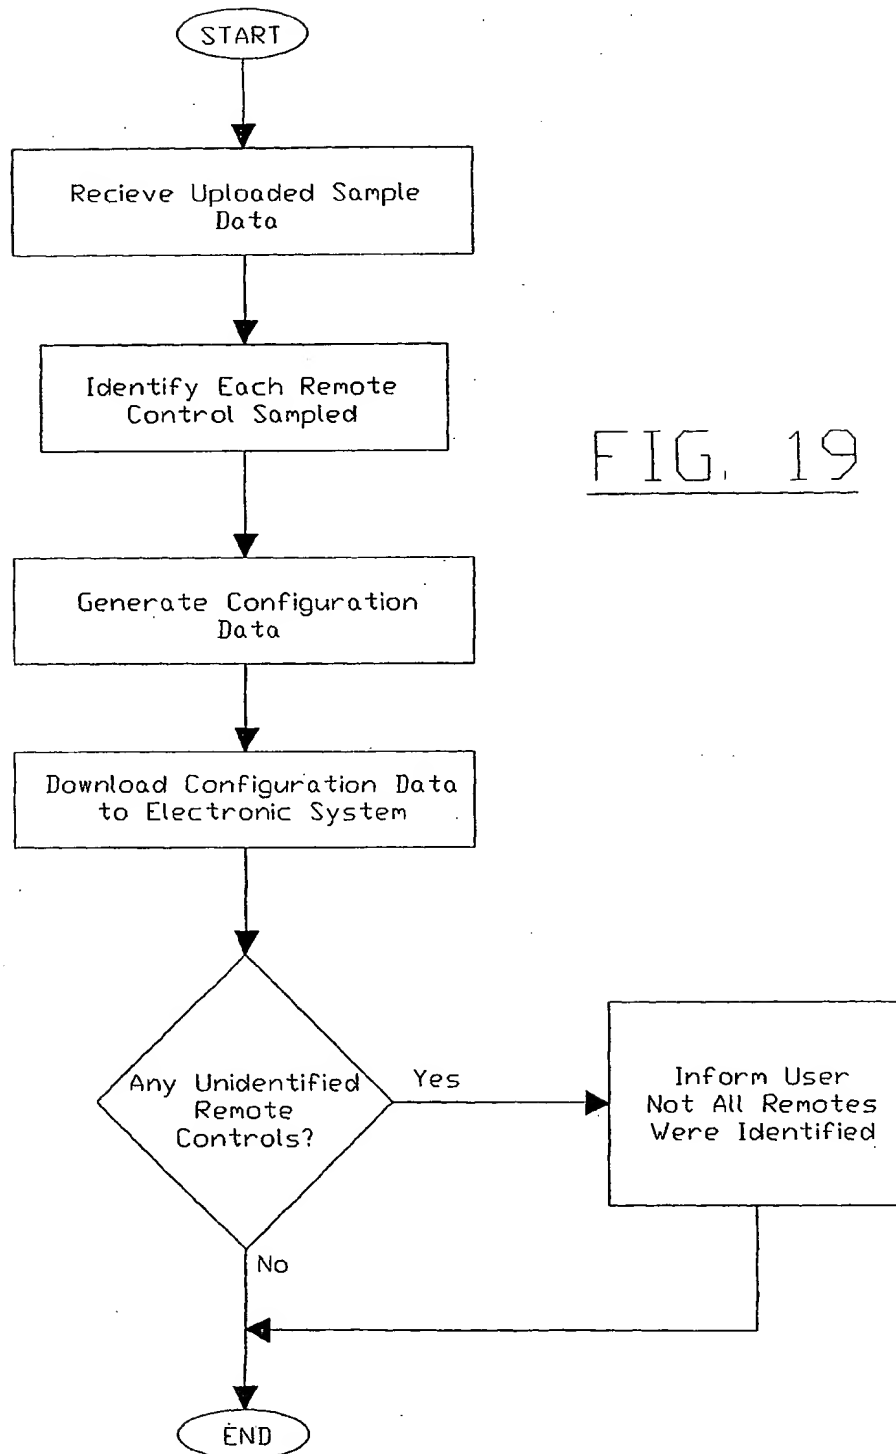 START
Recieve Uploaded Sample
Data
Identify Each Remote
Control Sampled
FIG. 19
Generate Configuration
Data
Download Configuration Data
to Electronic System
Any Unidentified
Remote
Controls?
Yes
Inform User
Not All Remotes
Were Identified
No
END